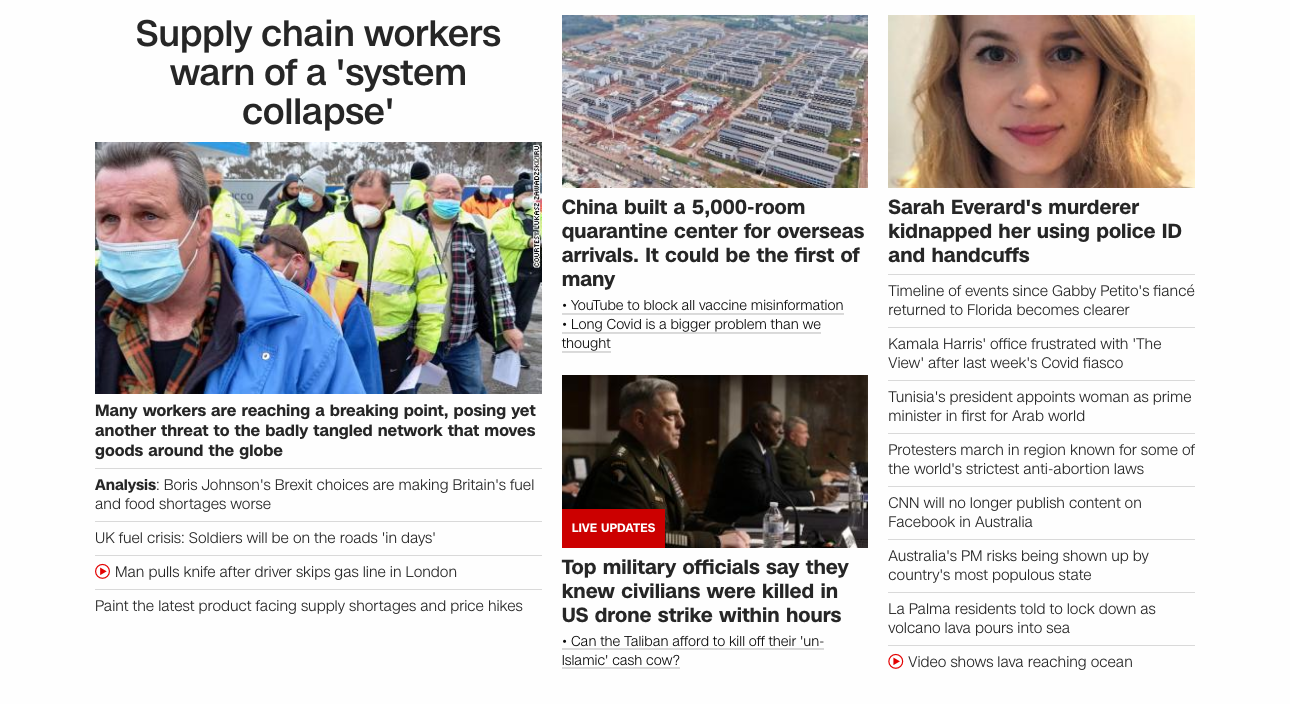 Supply chain workers
warn of a 'system
collapse'
COURTESY LUKASZ ZAWADZSKI/RU
Many workers are reaching a breaking point, posing yet
another threat to the badly tangled network that moves
goods around the globe
Analysis: Boris Johnson's Brexit choices are making Britain's fuel
and food shortages worse
UK fuel crisis: Soldiers will be on the roads 'in days'
Man pulls knife after driver skips gas line in London
Paint the latest product facing supply shortages and price hikes
China built a 5,000-room
quarantine center for overseas
arrivals. It could be the first of
many
• YouTube to block all vaccine misinformation
• Long Covid is a bigger problem than we
thought
LIVE UPDATES
Top military officials say they
knew civilians were killed in
US drone strike within hours
• Can the Taliban afford to kill off their 'un-
Islamic' cash cow?
Sarah Everard's murderer
kidnapped her using police ID
and handcuffs
Timeline of events since Gabby Petito's fiancé
returned to Florida becomes clearer
Kamala Harris' office frustrated with 'The
View' after last week's Covid fiasco
Tunisia's president appoints woman as prime
minister in first for Arab world
Protesters march in region known for some of
the world's strictest anti-abortion laws
CNN will no longer publish content on
Facebook in Australia
Australia's PM risks being shown up by
country's most populous state
La Palma residents told to lock down as
volcano lava pours into sea
Video shows lava reaching ocean